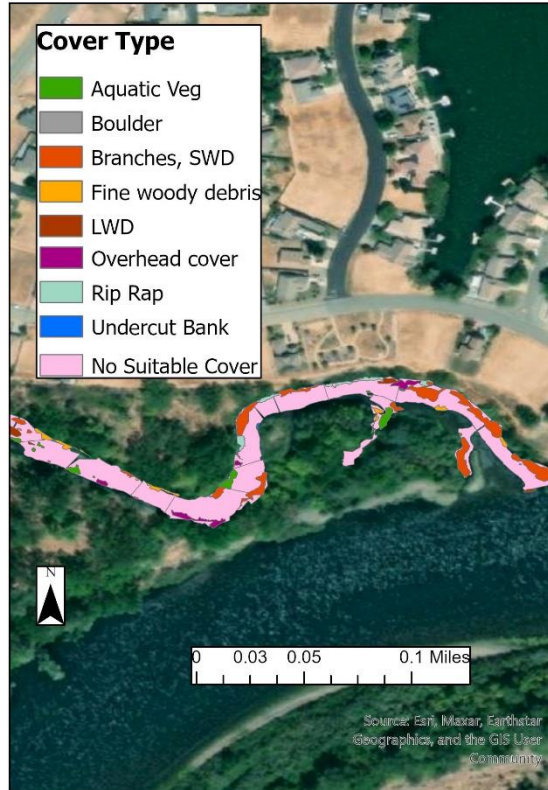 Cover Type
Aquatic Veg
Boulder
Branches, SWD
Fine woody debris
LWD
Overhead cover
Rip Rap
Undercut Bank
No Suitable Cover
N
0 0.03 0.05 0.1 Miles
Source: Esri, Maxar, Earthstar
Geographics, and the GIS User
Community